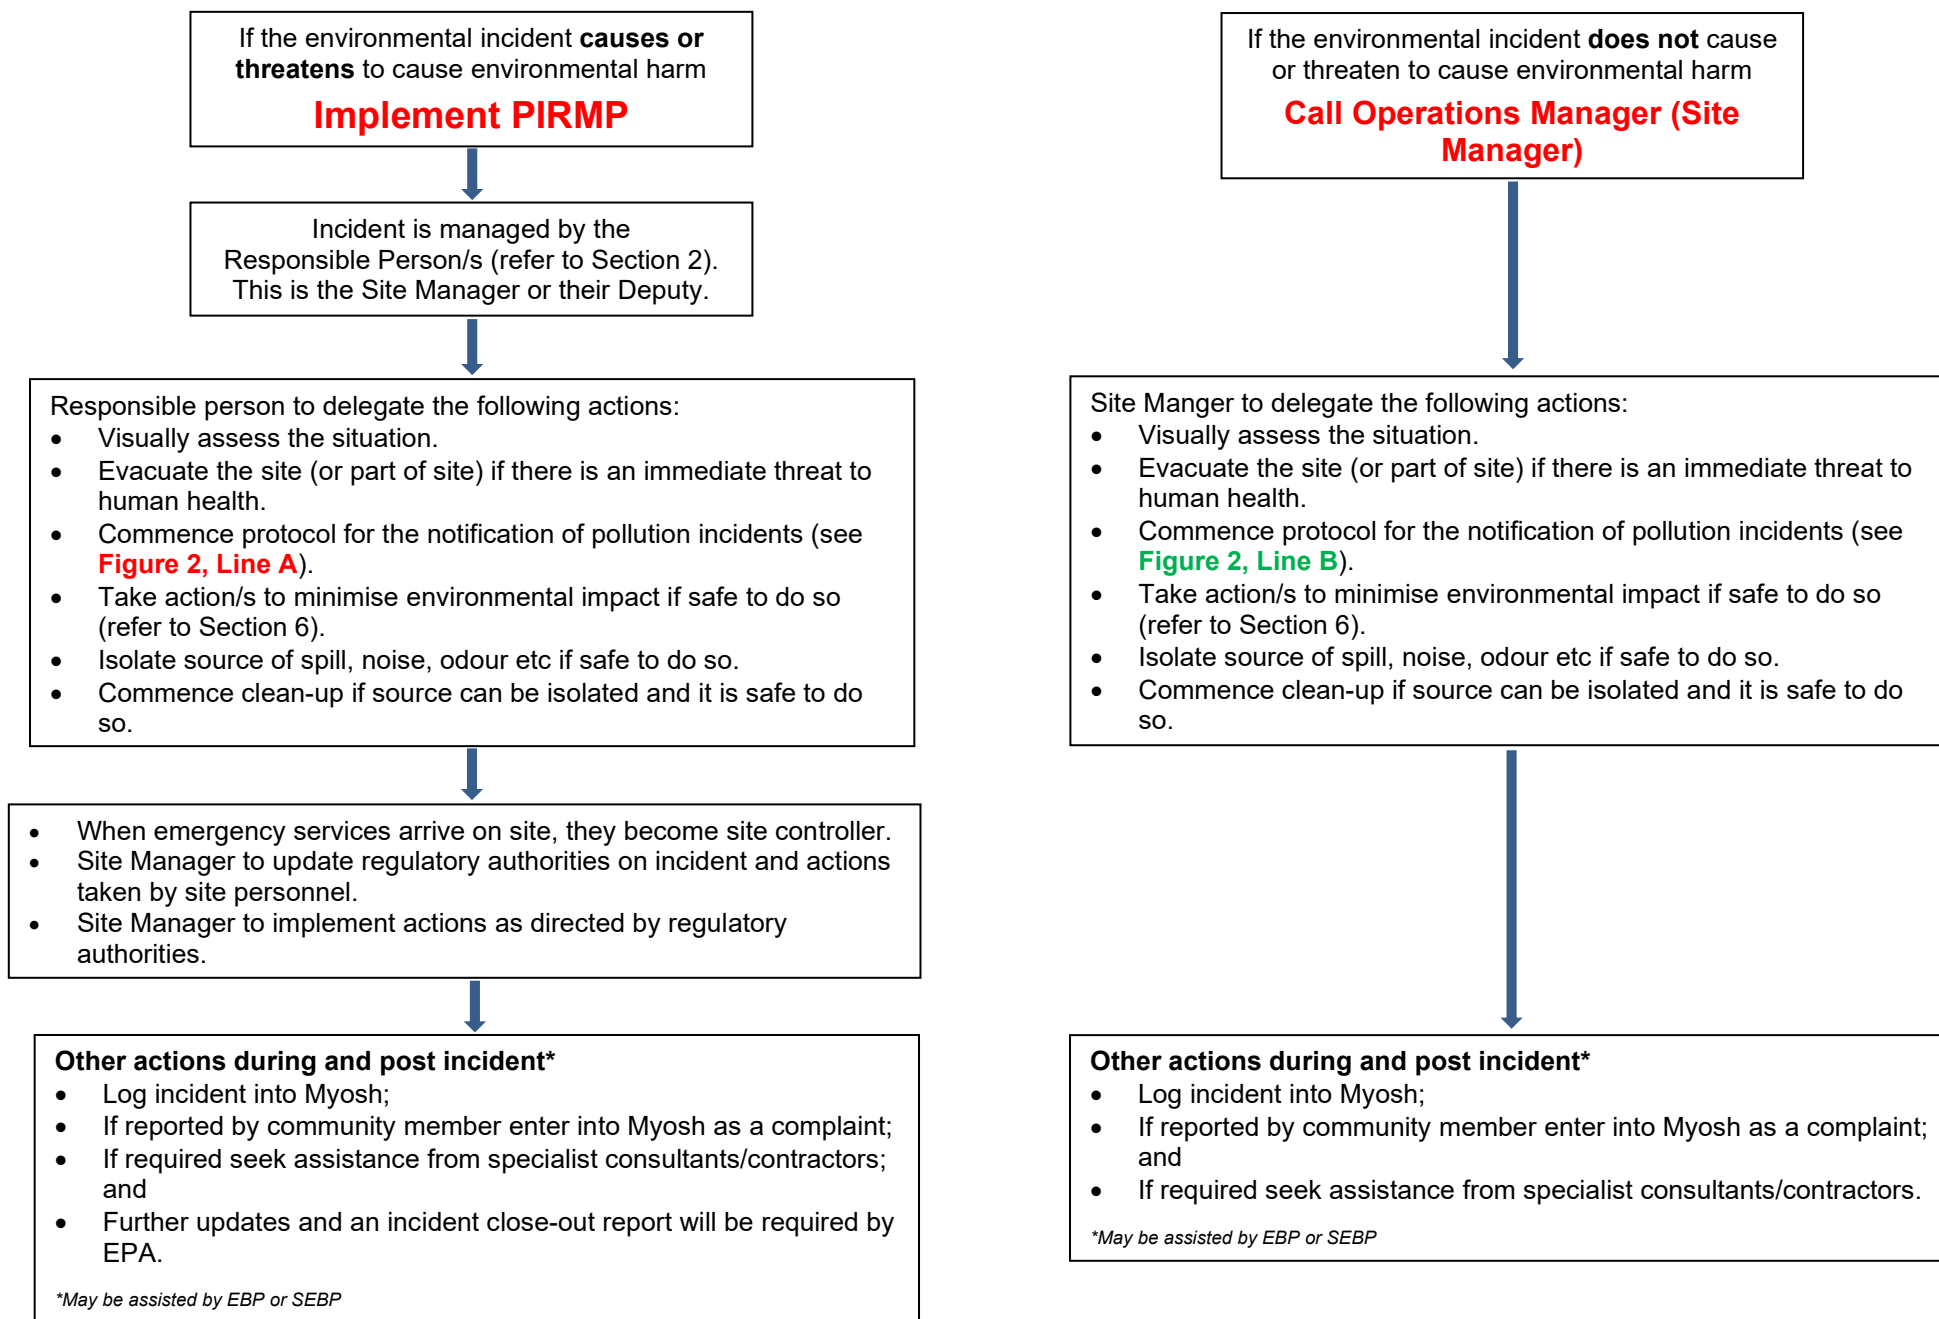 If the environmental incident causes or
threatens to cause environmental harm
Implement PIRMP
Incident is managed by the
Responsible Person/s (refer to Section 2).
This is the Site Manager or their Deputy.
Responsible person to delegate the following actions:
• Visually assess the situation.
• Evacuate the site (or part of site) if there is an immediate threat to
human health.
• Commence protocol for the notification of pollution incidents (see
Figure 2, Line A).
• Take action/s to minimise environmental impact if safe to do so
(refer to Section 6).
• Isolate source of spill, noise, odour etc if safe to do so.
• Commence clean-up if source can be isolated and it is safe to do
so.
• When emergency services arrive on site, they become site controller.
• Site Manager to update regulatory authorities on incident and actions
taken by site personnel.
• Site Manager to implement actions as directed by regulatory
authorities.
Other actions during and post incident*
• Log incident into Myosh;
• If reported by community member enter into Myosh as a complaint;
• If required seek assistance from specialist consultants/contractors;
and
• Further updates and an incident close-out report will be required by
EPA.
*May be assisted by EBP or SEBP
If the environmental incident does not cause
or threaten to cause environmental harm
Call Operations Manager (Site
Manager)
Site Manger to delegate the following actions:
• Visually assess the situation.
• Evacuate the site (or part of site) if there is an immediate threat to
human health.
• Commence protocol for the notification of pollution incidents (see
Figure 2, Line B).
• Take action/s to minimise environmental impact if safe to do so
(refer to Section 6).
• Isolate source of spill, noise, odour etc if safe to do so.
• Commence clean-up if source can be isolated and it is safe to do
so.
Other actions during and post incident*
• Log incident into Myosh;
• If reported by community member enter into Myosh as a complaint;
and
• If required seek assistance from specialist consultants/contractors.
*May be assisted by EBP or SEBP